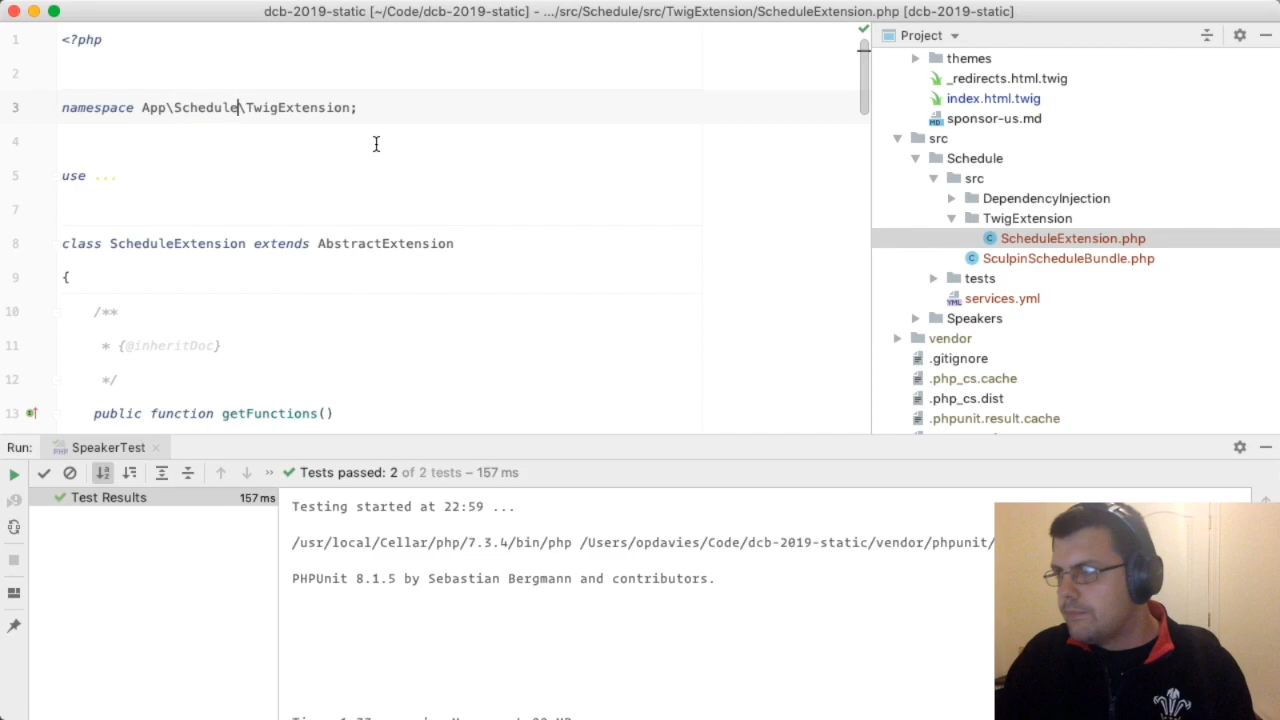 dcb-2019-static [~/Code/dcb-2019-static] - .../src/Schedule/src/TwigExtension/ScheduleExtension.php [dcb-2019-static]
1 <?php
2
3 namespace App\Schedule\TwigExtension;
4
5 use ...
7
8 class ScheduleExtension extends AbstractExtension
9 {
10 /**
11 * {@inheritDoc}
12 */
13 public function getFunctions()
Project
themes
_redirects.html.twig
index.html.twig
sponsor-us.md
src
Schedule
src
DependencyInjection
TwigExtension
ScheduleExtension.php
SculpinScheduleBundle.php
tests
services.yml
Speakers
vendor
.gitignore
.php_cs.cache
.php_cs.dist
.phpunit.result.cache
Run: SpeakerTest
Tests passed: 2 of 2 tests – 157 ms
Test Results 157 ms
Testing started at 22:59 ...
/usr/local/Cellar/php/7.3.4/bin/php /Users/opdavies/Code/dcb-2019-static/vendor/phpunit/
PHPUnit 8.1.5 by Sebastian Bergmann and contributors.